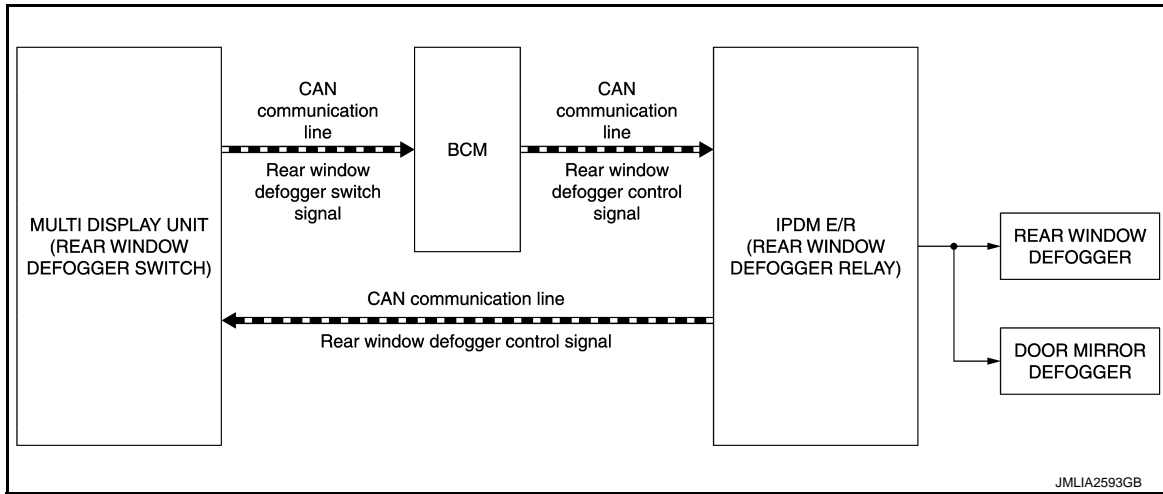 MULTI DISPLAY UNIT
(REAR WINDOW
DEFOGGER SWITCH)
CAN
communication
line
Rear window
defogger switch
signal
BCM
CAN
communication
line
Rear window
defogger control
signal
IPDM E/R
(REAR WINDOW
DEFOGGER RELAY)
CAN communication line
Rear window defogger control signal
REAR WINDOW
DEFOGGER
DOOR MIRROR
DEFOGGER
JMLIA2593GB